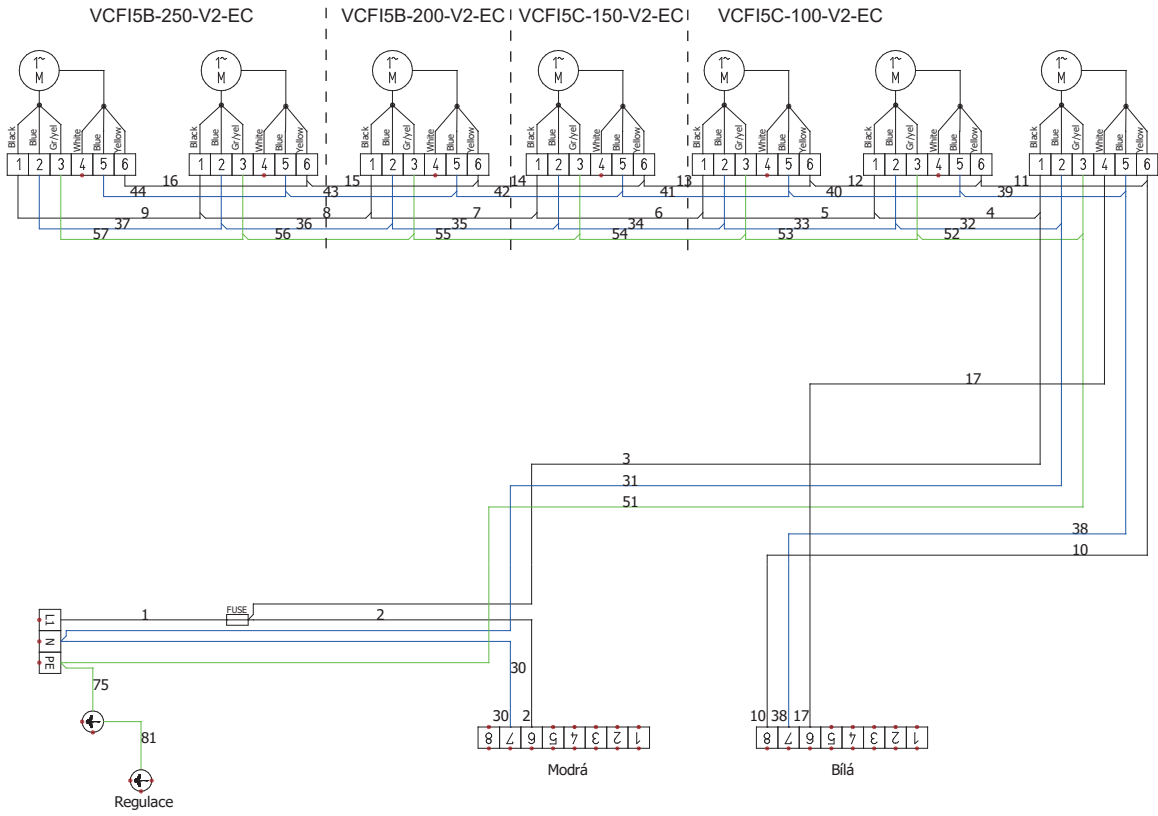 VCFI5B-250-V2-EC VCFI5B-200-V2-EC VCFI5C-150-V2-EC VCFI5C-100-V2-EC
1~ 1~ 1~ 1~ 1~ 1~ 1~
M M M M M M M
Black Blue Gr/yel White Blue Yellow Black Blue Gr/yel White Blue Yellow Black Blue Gr/yel White Blue Yellow Black Blue Gr/yel White Blue Yellow Black Blue Gr/yel White Blue Yellow Black Blue Gr/yel White Blue Yellow Black Blue Gr/yel White Blue Yellow
1 2 3 4 5 6 1 2 3 4 5 6 1 2 3 4 5 6 1 2 3 4 5 6 1 2 3 4 5 6 1 2 3 4 5 6 1 2 3 4 5 6
16 15 14 13 12 11
44 43 42 41 40 39
9 8 7 6 5 4
37 36 35 34 33 32
57 56 55 54 53 52
17
3
31
51
38
10
FUSE
L1 1 2
N
PE
30
75
30 2 10 38 17
81
8 7 6 5 4 3 2 1 8 7 6 5 4 3 2 1
Modrá Bílá
Regulace